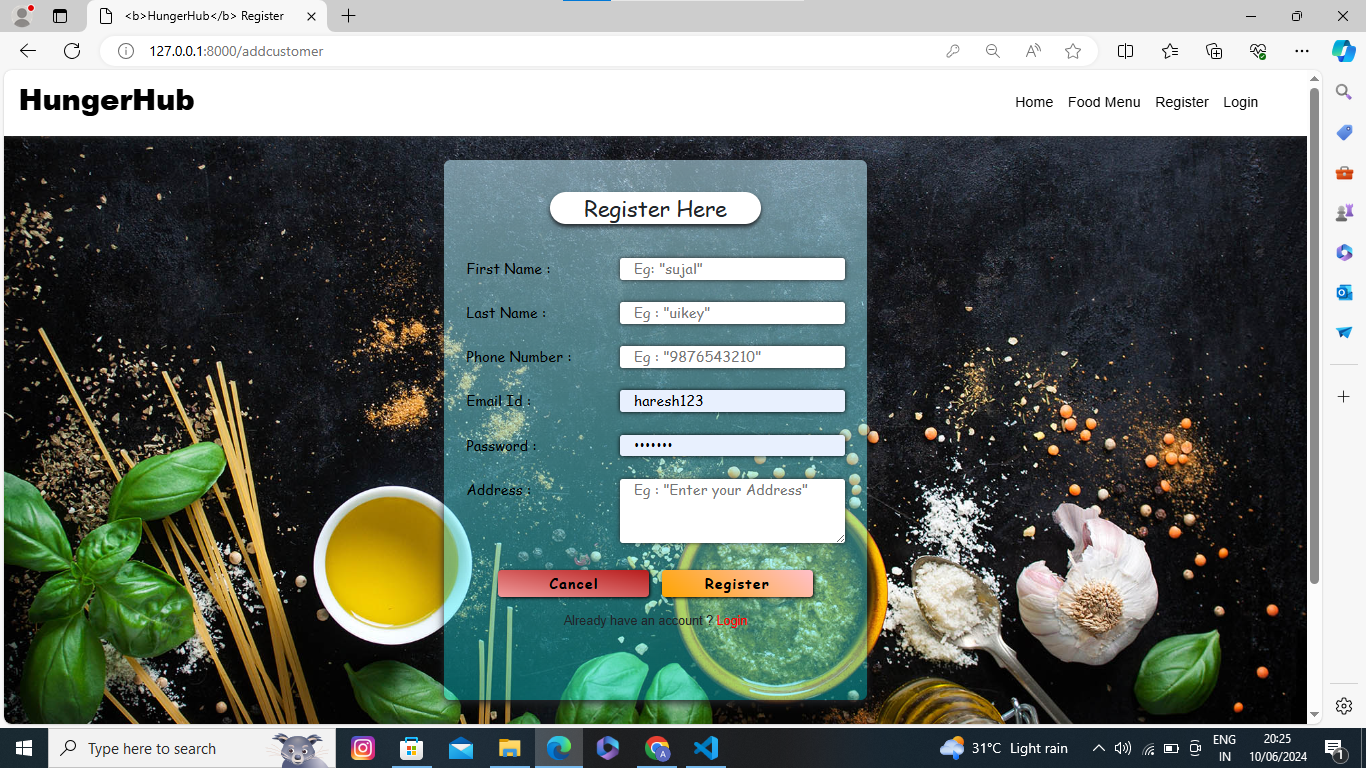 <b>HungerHub</b> Register
127.0.0.1:8000/addcustomer
HungerHub
Home Food Menu Register Login
Register Here
First Name : Eg: "sujal"
Last Name : Eg : "uikey"
Phone Number : Eg : "9876543210"
Email Id : haresh123
Password : •••••••
Address : Eg : "Enter your Address"
Cancel Register
Already have an account ? Login
Type here to search
31°C Light rain
ENG
IN
20:25
10/06/2024
1